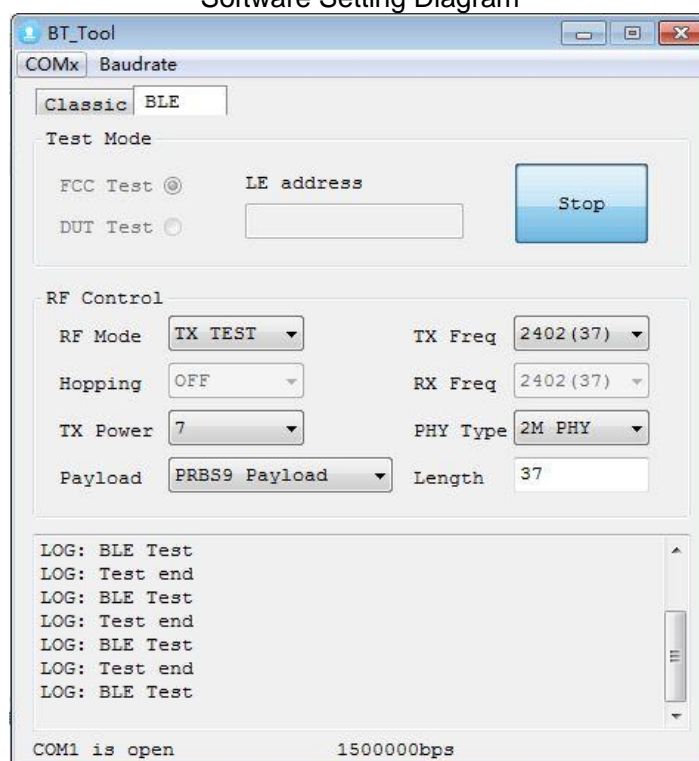 Software Setting Diagram
BT_Tool
COMx Baudrate
Classic BLE
Test Mode
FCC Test LE address
Stop
DUT Test
RF Control
RF Mode TX TEST TX Freq 2402(37)
Hopping OFF RX Freq 2402(37)
TX Power 7 PHY Type 2M PHY
Payload PRBS9 Payload Length 37
LOG: BLE Test
LOG: Test end
LOG: BLE Test
LOG: Test end
LOG: BLE Test
LOG: Test end
LOG: BLE Test
COM1 is open 1500000bps